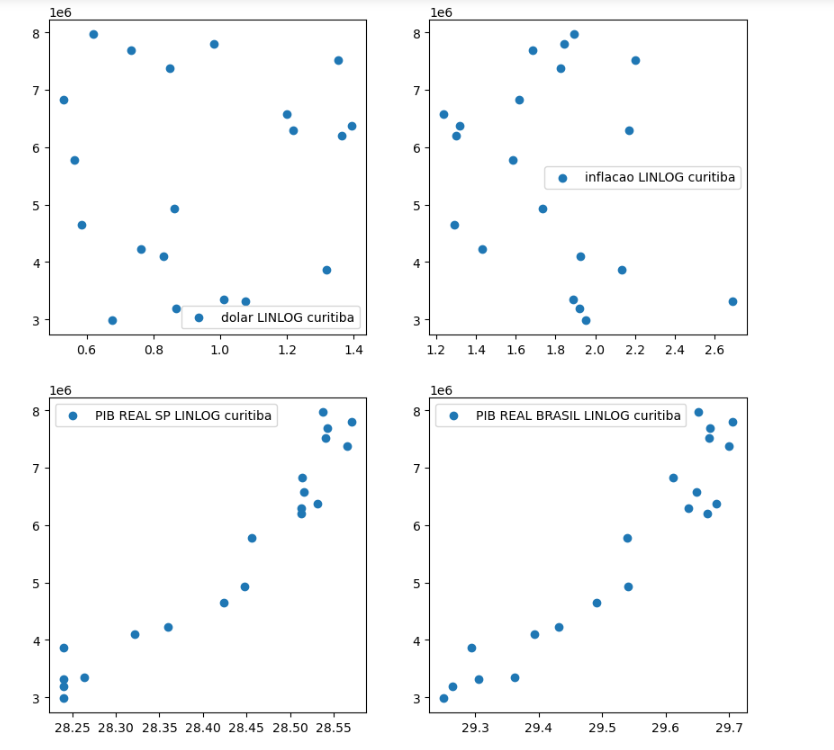 1e6
8
7
6
5
4
3
dolar LINLOG curitiba
0.6 0.8 1.0 1.2 1.4
1e6
8
7
6
5
4
3
inflacao LINLOG curitiba
1.2 1.4 1.6 1.8 2.0 2.2 2.4 2.6
1e6
PIB REAL SP LINLOG curitiba
8
7
6
5
4
3
28.25 28.30 28.35 28.40 28.45 28.50 28.55
1e6
PIB REAL BRASIL LINLOG curitiba
8
7
6
5
4
3
29.3 29.4 29.5 29.6 29.7